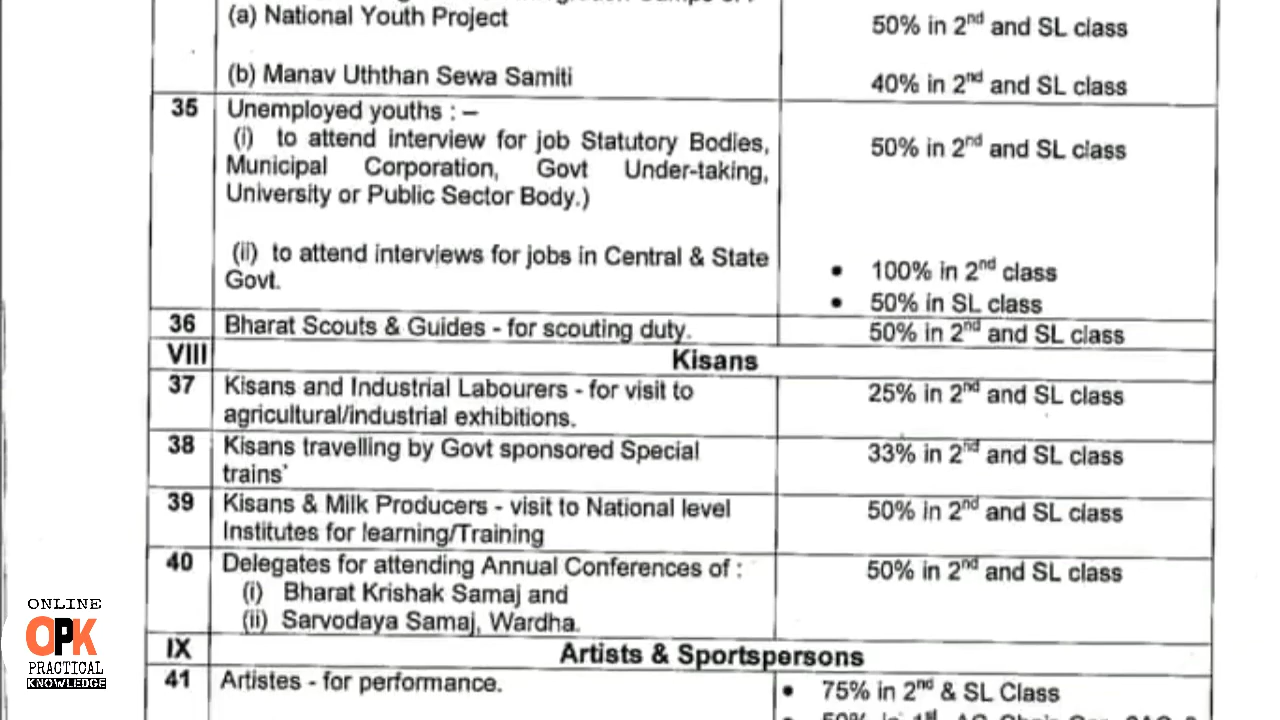 (a) National Youth Project 50% in 2nd and SL class
(b) Manav Uththan Sewa Samiti 40% in 2nd and SL class
35 Unemployed youths : –
(i) to attend interview for job Statutory Bodies, 50% in 2nd and SL class
Municipal Corporation, Govt Under-taking,
University or Public Sector Body.)
(ii) to attend interviews for jobs in Central & State
Govt.
• 100% in 2nd class
• 50% in SL class
36 Bharat Scouts & Guides - for scouting duty. 50% in 2nd and SL class
VIII Kisans
37 Kisans and Industrial Labourers - for visit to 25% in 2nd and SL class
agricultural/industrial exhibitions.
38 Kisans travelling by Govt sponsored Special 33% in 2nd and SL class
trains'
39 Kisans & Milk Producers - visit to National level 50% in 2nd and SL class
Institutes for learning/Training
40 Delegates for attending Annual Conferences of : 50% in 2nd and SL class
(i) Bharat Krishak Samaj and
(ii) Sarvodaya Samaj, Wardha.
IX Artists & Sportspersons
41 Artistes - for performance. • 75% in 2nd & SL Class
ONLINE
OPK
PRACTICAL
KNOWLEDGE